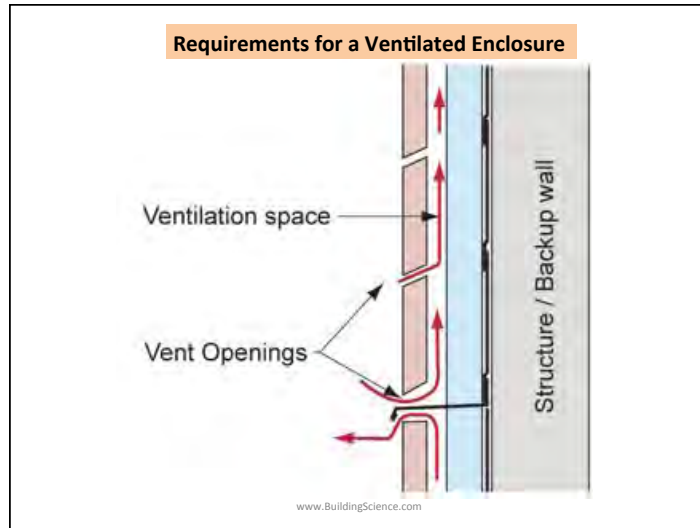 Requirements for a Ventilated Enclosure
Ventilation space
Vent Openings
Structure / Backup wall
www.BuildingScience.com